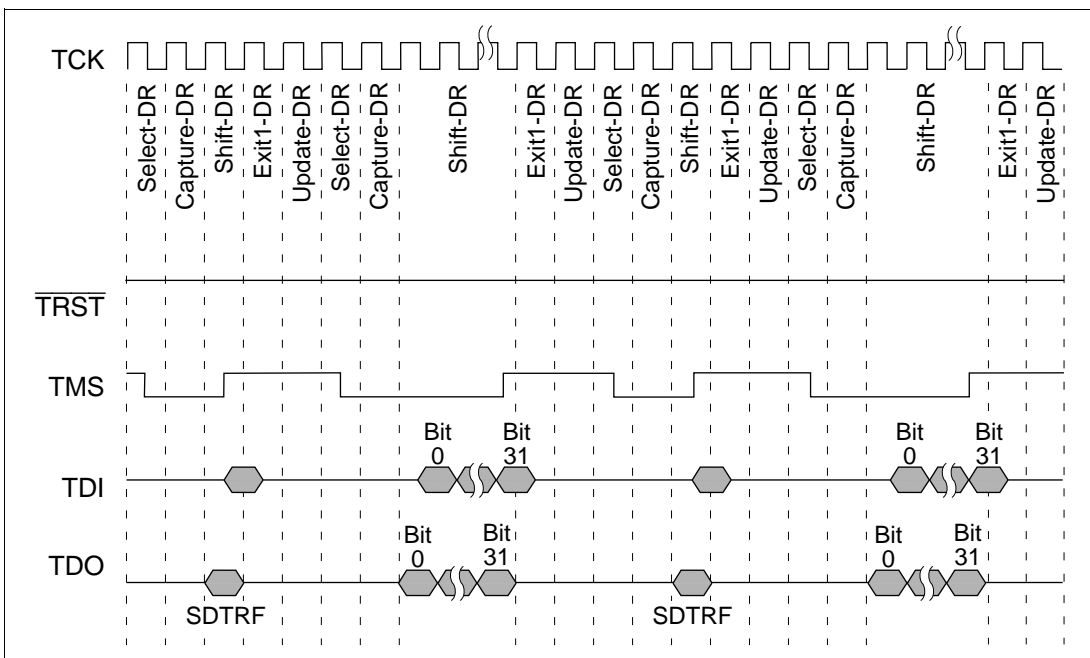 TCK
Select-DR
Capture-DR
Shift-DR
Exit1-DR
Update-DR
Select-DR
Capture-DR
Shift-DR
Exit1-DR
Update-DR
Select-DR
Capture-DR
Shift-DR
Exit1-DR
Update-DR
Select-DR
Capture-DR
Shift-DR
Exit1-DR
Update-DR
TRST
TMS
Bit
0
Bit
31
Bit
0
Bit
31
TDI
Bit
0
Bit
31
Bit
0
Bit
31
TDO
SDTRF
SDTRF